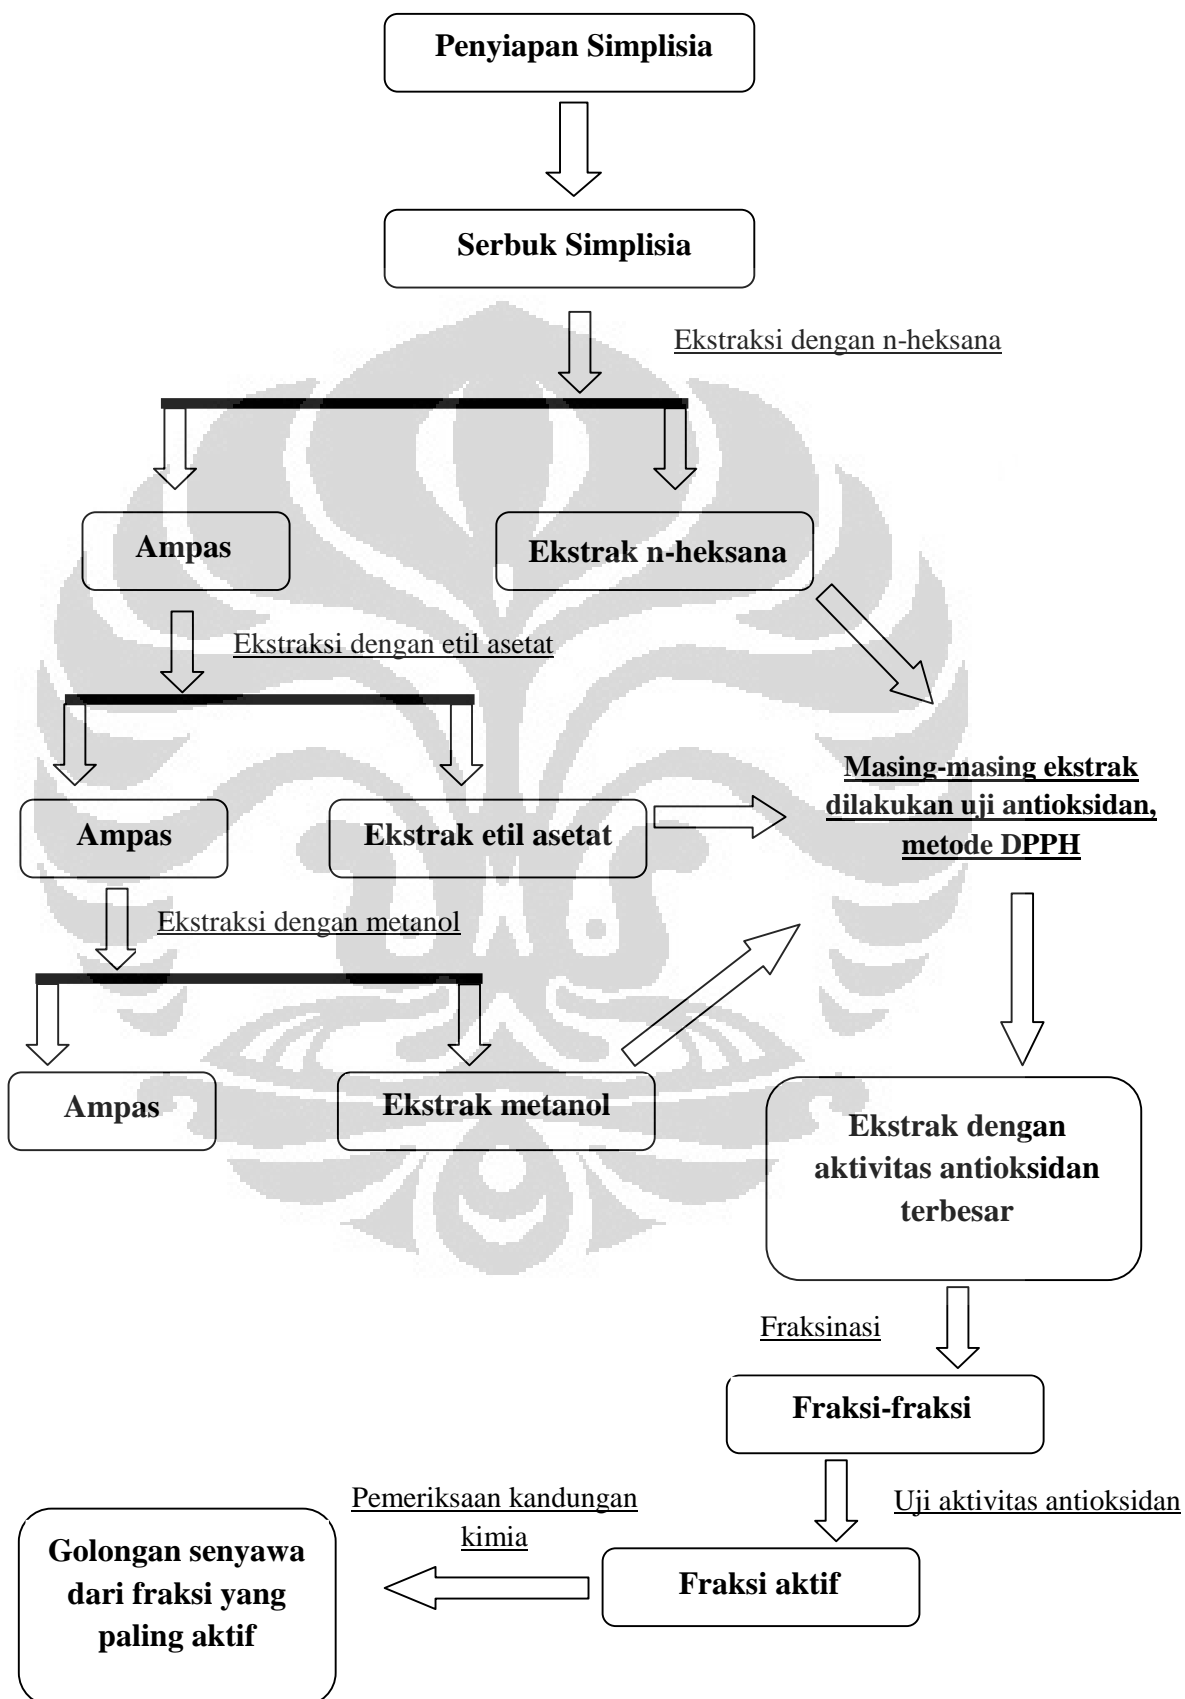 Penyiapan Simplisia
Serbuk Simplisia
Ekstraksi dengan n-heksana
Ampas
Ekstrak n-heksana
Ekstraksi dengan etil asetat
Masing-masing ekstrak
dilakukan uji antioksidan,
metode DPPH
Ampas
Ekstrak etil asetat
Ekstraksi dengan metanol
Ampas
Ekstrak metanol
Ekstrak dengan
aktivitas antioksidan
terbesar
Fraksinasi
Fraksi-fraksi
Uji aktivitas antioksidan
Fraksi aktif
Pemeriksaan kandungan
kimia
Golongan senyawa
dari fraksi yang
paling aktif